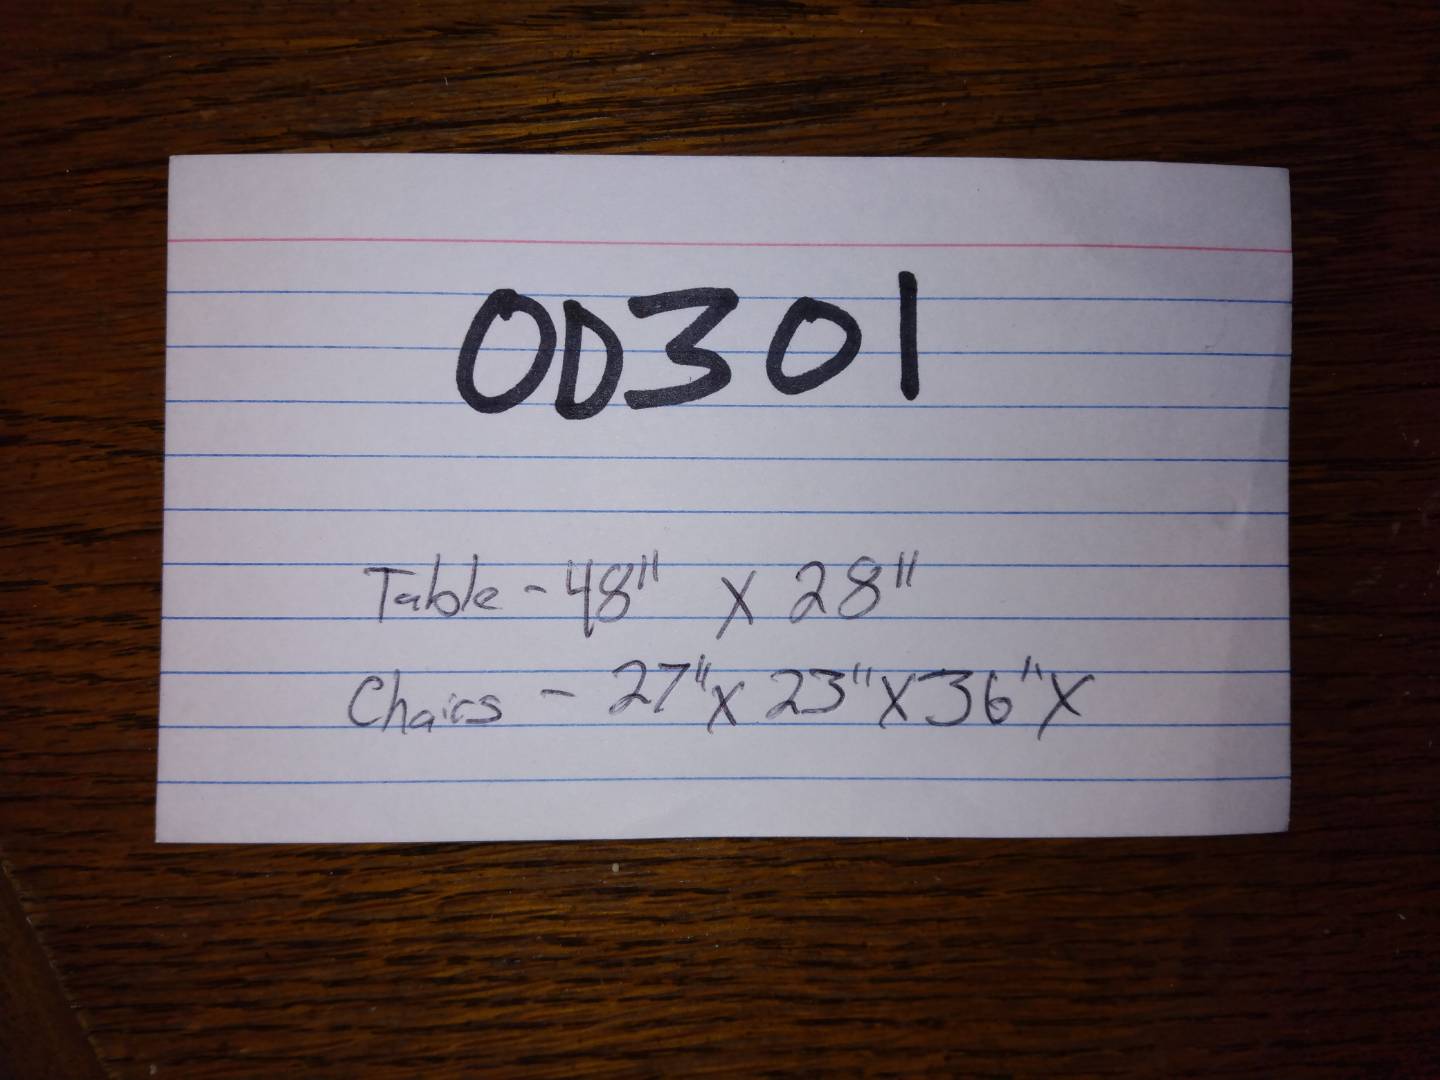 OD301
Table - 48" x 28"
Chairs - 27" x 23" x 36" x